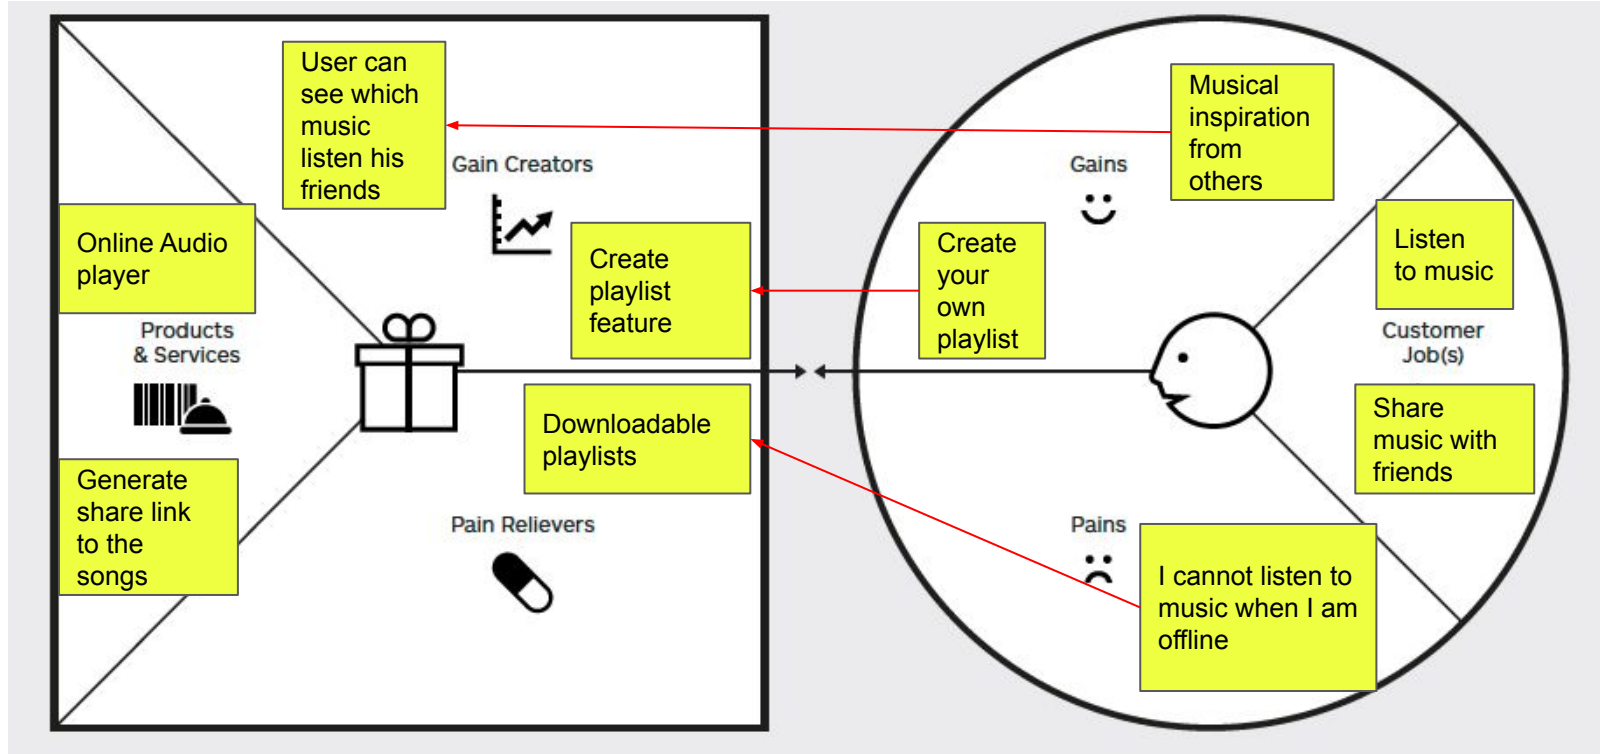 User can
see which
music
listen his
friends
Gain Creators
Online Audio
player
Products
& Services
Create
playlist
feature
Generate
share link
to the
songs
Downloadable
playlists
Pain Relievers
Musical
inspiration
from
others
Gains
Create
your
own
playlist
Listen
to music
Customer
Job(s)
Share
music with
friends
Pains
I cannot listen to
music when I am
offline